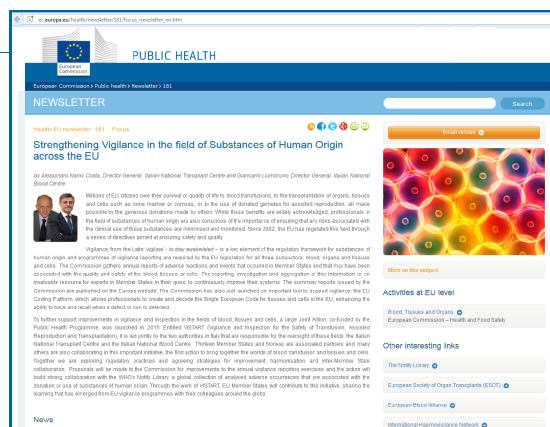 ec.europa.eu/health/newsletter/181/focus_newsletter_en.htm
European
Commission
PUBLIC HEALTH
European Commission > Public health > Newsletter > 181
NEWSLETTER
Search
Health-EU newsletter 181 - Focus
Strengthening Vigilance in the field of Substances of Human Origin
across the EU
by Alessandro Nanni Costa, Director General, Italian National Transplant Centre and Giancarlo Liumbruno, Director General, Italian National
Blood Centre
Millions of EU citizens owe their survival or quality of life to blood transfusions, to the transplantation of organs, tissues
and cells such as bone marrow or corneas, or to the use of donated gametes for assisted reproduction, all made
possible by the generous donations made by others. While these benefits are widely acknowledged, professionals in
the field of substances of human origin are also conscious of the importance of ensuring that any risks associated with
the clinical use of those substances are minimised and monitored. Since 2002, the EU has regulated this field through
a series of directives aimed at ensuring safety and quality.
Vigilance, from the Latin 'vigilare' - to stay awake/alert – is a key element of the regulatory framework for substances of
human origin and programmes of vigilance reporting are required by the EU legislation for all three subsectors: blood, organs and tissues
and cells. The Commission gathers annual reports of adverse reactions and events that occurred in Member States and that may have been
associated with the quality and safety of the blood, tissues or cells. The reporting, investigation and aggregation of this information is an
invaluable resource for experts in Member States in their quest to continuously improve their systems. The summary reports issued by the
Commission are published on the Europa website. The Commission has also just launched an important tool to support vigilance, the EU
Coding Platform, which allows professionals to create and decode the Single European Code for tissues and cells in the EU, enhancing the
ability to trace and recall when a defect or risk is detected.
To further support improvements in vigilance and inspection in the fields of blood, tissues and cells, a large Joint Action, co-funded by the
Public Health Programme, was launched in 2015. Entitled VISTART (Vigilance and Inspection for the Safety of Transfusion, Assisted
Reproduction and Transplantation), it is led jointly by the two authorities in Italy that are responsible for the oversight of these fields: the Italian
National Transplant Centre and the Italian National Blood Centre. Thirteen Member States and Norway are associated partners and many
others are also collaborating in this important initiative, the first action to bring together the worlds of blood transfusion and tissues and cells.
Together we are exploring regulatory practices and agreeing strategies for improvement, harmonisation and inter-Member State
collaboration. Proposals will be made to the Commission for improvements to the annual vigilance reporting exercises and the action will
build strong collaboration with the WHO's Notify Library, a global collection of analysed adverse occurrences that are associated with the
donation or use of substances of human origin. Through the work of VISTART, EU Member States will contribute to this initiative, sharing the
learning that has emerged from EU vigilance programmes with their colleagues around the globe.
News
Email version
More on this subject
Activities at EU level
Blood, Tissues and Organs
European Commission – Health and Food Safety
Other interesting links
The Notify Library
European Society of Organ Transplants (ESOT)
European Blood Alliance
International Haemovigilance Network